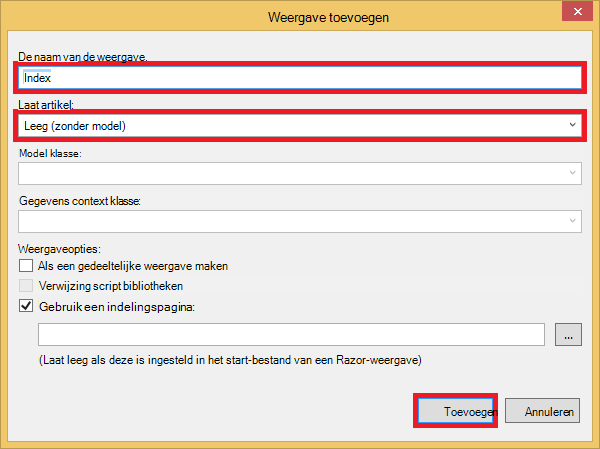 Weergave toevoegen
De naam van de weergave.
Index
Laat artikel:
Leeg (zonder model)
Model klasse:
Gegevens context klasse:
Weergaveopties:
Als een gedeeltelijke weergave maken
Verwijzing script bibliotheken
Gebruik een indelingspagina:
...
(Laat leeg als deze is ingesteld in het start-bestand van een Razor-weergave)
Toevoegen
Annuleren